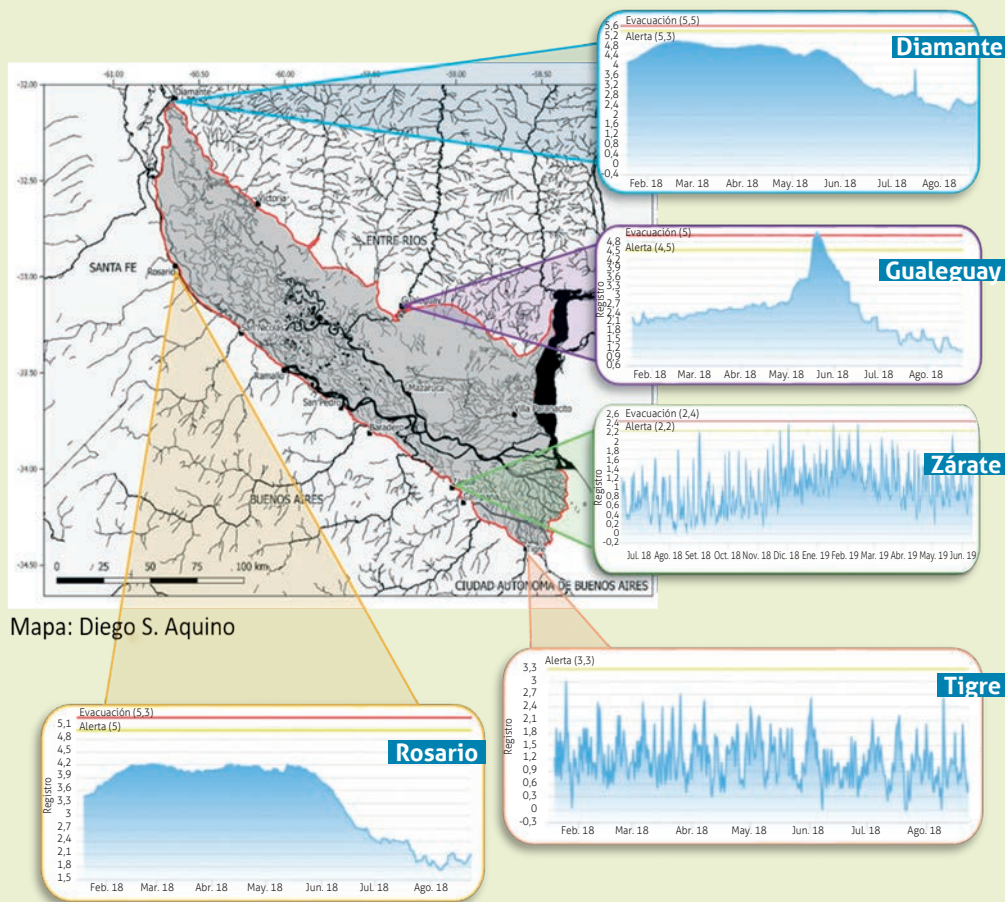 Diamante
Evacuación (5,5)
Alerta (5,3)
5,6
5,2
4,8
4,4
4
3,6
3,2
2,8
2,4
2
1,6
1,2
0,8
0,4
0
-0,4
Feb. 18 Mar. 18 Abr. 18 May. 18 Jun. 18 Jul. 18 Ago. 18
Gualeguay
Evacuación (5)
Alerta (4,5)
Registro
4,8
4,5
4,2
3,9
3,6
3,3
3
2,7
2,4
2,1
1,8
1,5
1,2
0,9
0,6
Feb. 18 Mar. 18 Abr. 18 May. 18 Jun. 18 Jul. 18 Ago. 18
Zárate
Evacuación (2,4)
Alerta (2,2)
Registro
2,6
2,4
2,2
2
1,8
1,6
1,4
1,2
1
0,8
0,6
0,4
0,2
0
-0,2
Jul. 18 Ago. 18 Set. 18 Oct. 18 Nov. 18 Dic. 18 Ene. 19 Feb. 19 Mar. 19 Abr. 19 May. 19 Jun. 19
Tigre
Alerta (3,3)
Registro
3,3
3
2,7
2,4
2,1
1,8
1,5
1,2
0,9
0,6
0,3
0
-0,3
Feb. 18 Mar. 18 Abr. 18 May. 18 Jun. 18 Jul. 18 Ago. 18
Rosario
Evacuación (5,3)
Alerta (5)
Registro
5,1
4,8
4,5
4,2
3,9
3,6
3,3
3
2,7
2,4
2,1
1,8
1,5
Feb. 18 Mar. 18 Abr. 18 May. 18 Jun. 18 Jul. 18 Ago. 18
-61.00 -60.50 -60.00 -59.50 -59.00 -58.50
-32.00
-32.50
-33.00
-33.50
-34.00
-34.50
Diamante
Victoria
ENTRE RIOS
SANTA FE
Rosario
San Nicolás
Ramallo
San Pedro
Mazaruca
Baradero
Campana
BUENOS AIRES
Tigre
0 25 50 75 100 km
CIUDAD AUTONOMA DE BUENOS AIRES
Mapa: Diego S. Aquino